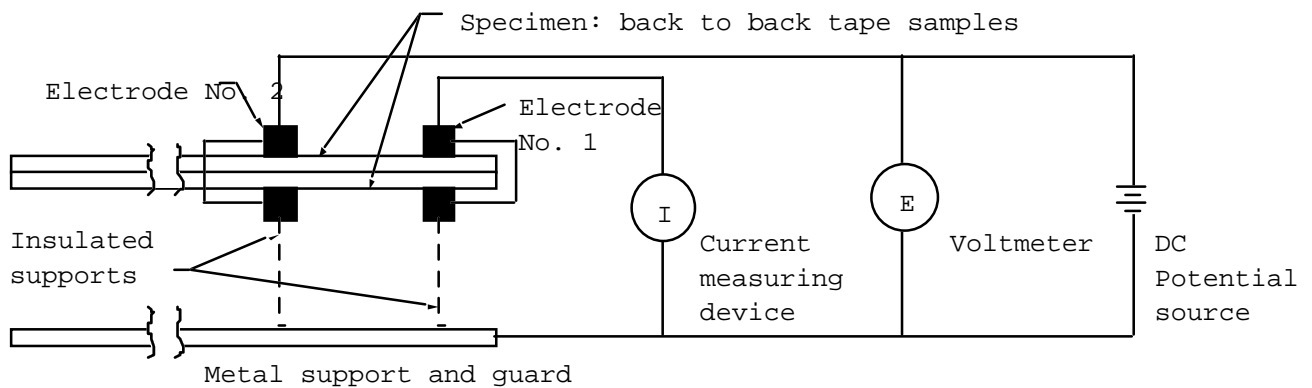 Specimen: back to back tape samples
Electrode No. 2
Electrode
No. 1
I
E
Insulated
supports
Current
measuring
device
Voltmeter
DC
Potential
source
Metal support and guard